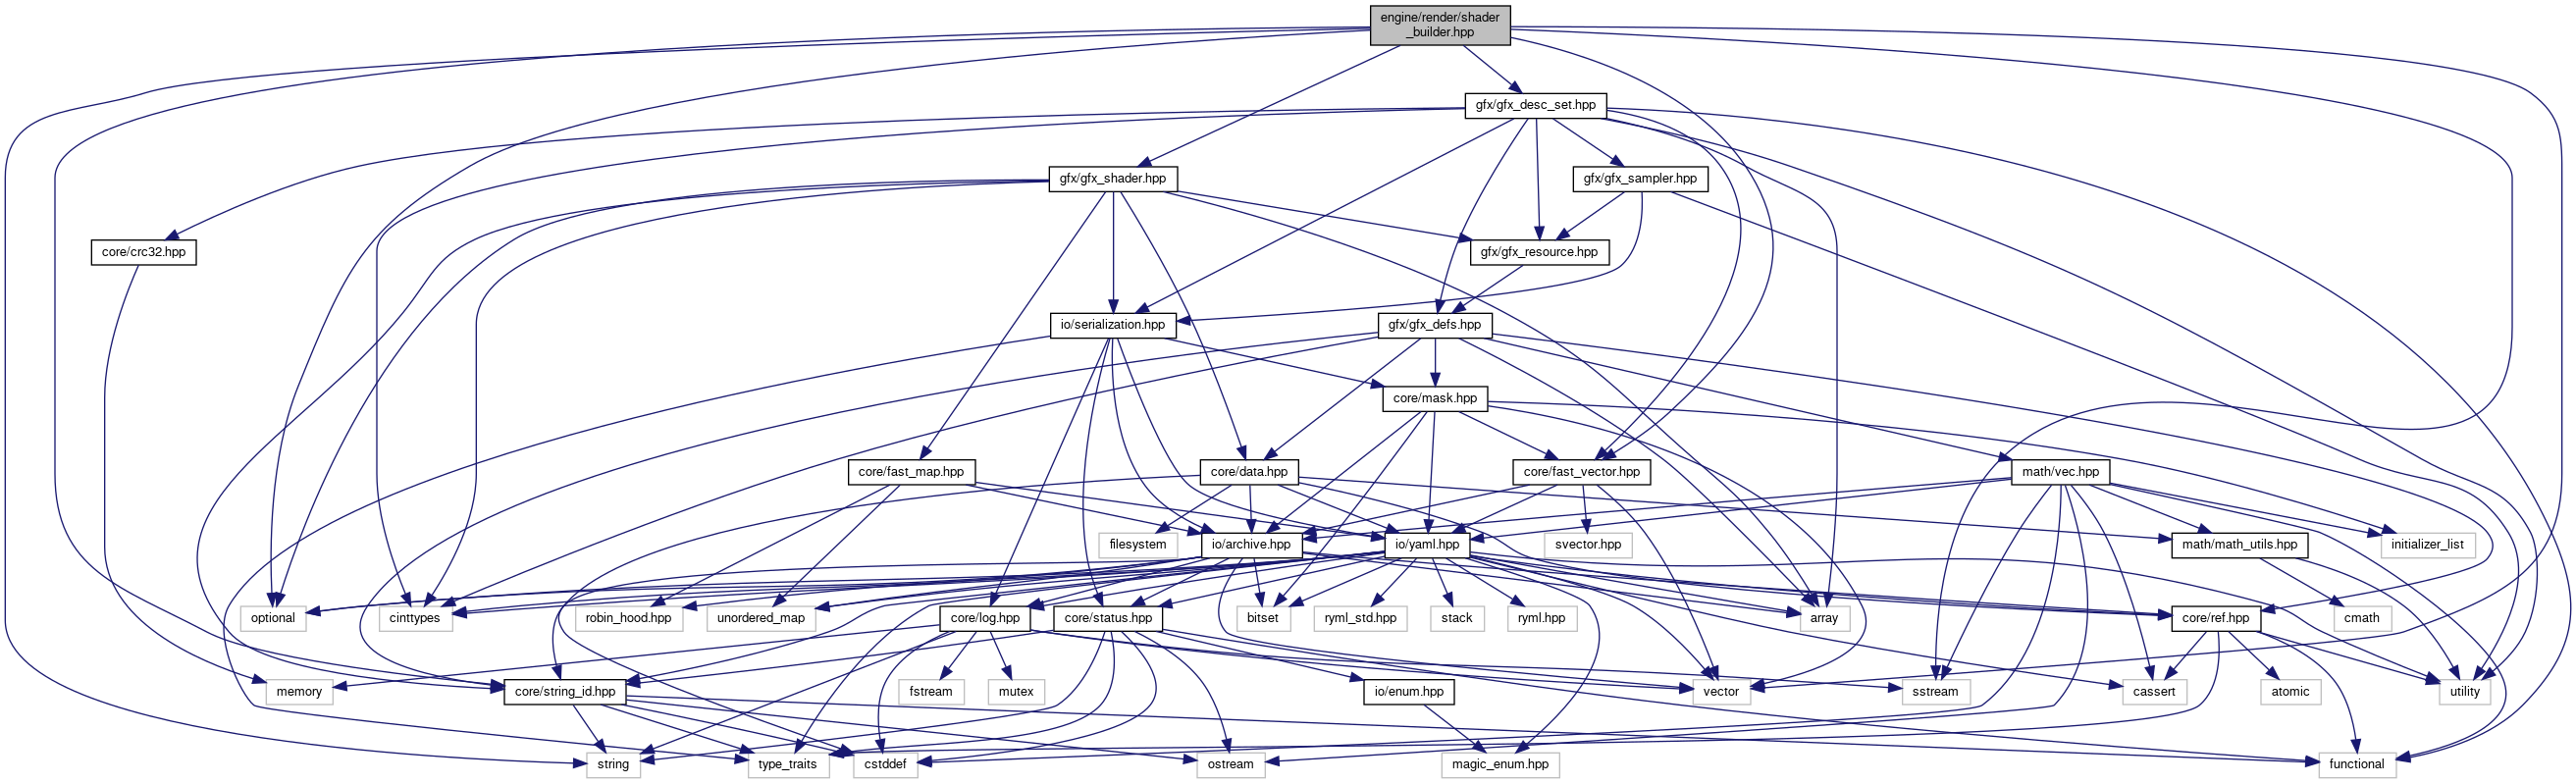 engine/render/shader
_builder.hpp
gfx/gfx_desc_set.hpp
gfx/gfx_shader.hpp
gfx/gfx_sampler.hpp
core/crc32.hpp
gfx/gfx_resource.hpp
io/serialization.hpp
gfx/gfx_defs.hpp
core/mask.hpp
core/fast_map.hpp
core/data.hpp
core/fast_vector.hpp
math/vec.hpp
filesystem
io/archive.hpp
io/yaml.hpp
svector.hpp
math/math_utils.hpp
initializer_list
optional
cinttypes
robin_hood.hpp
unordered_map
core/log.hpp
core/status.hpp
bitset
ryml_std.hpp
stack
ryml.hpp
array
core/ref.hpp
cmath
memory
core/string_id.hpp
fstream
mutex
io/enum.hpp
vector
sstream
cassert
atomic
utility
string
type_traits
cstddef
ostream
magic_enum.hpp
functional